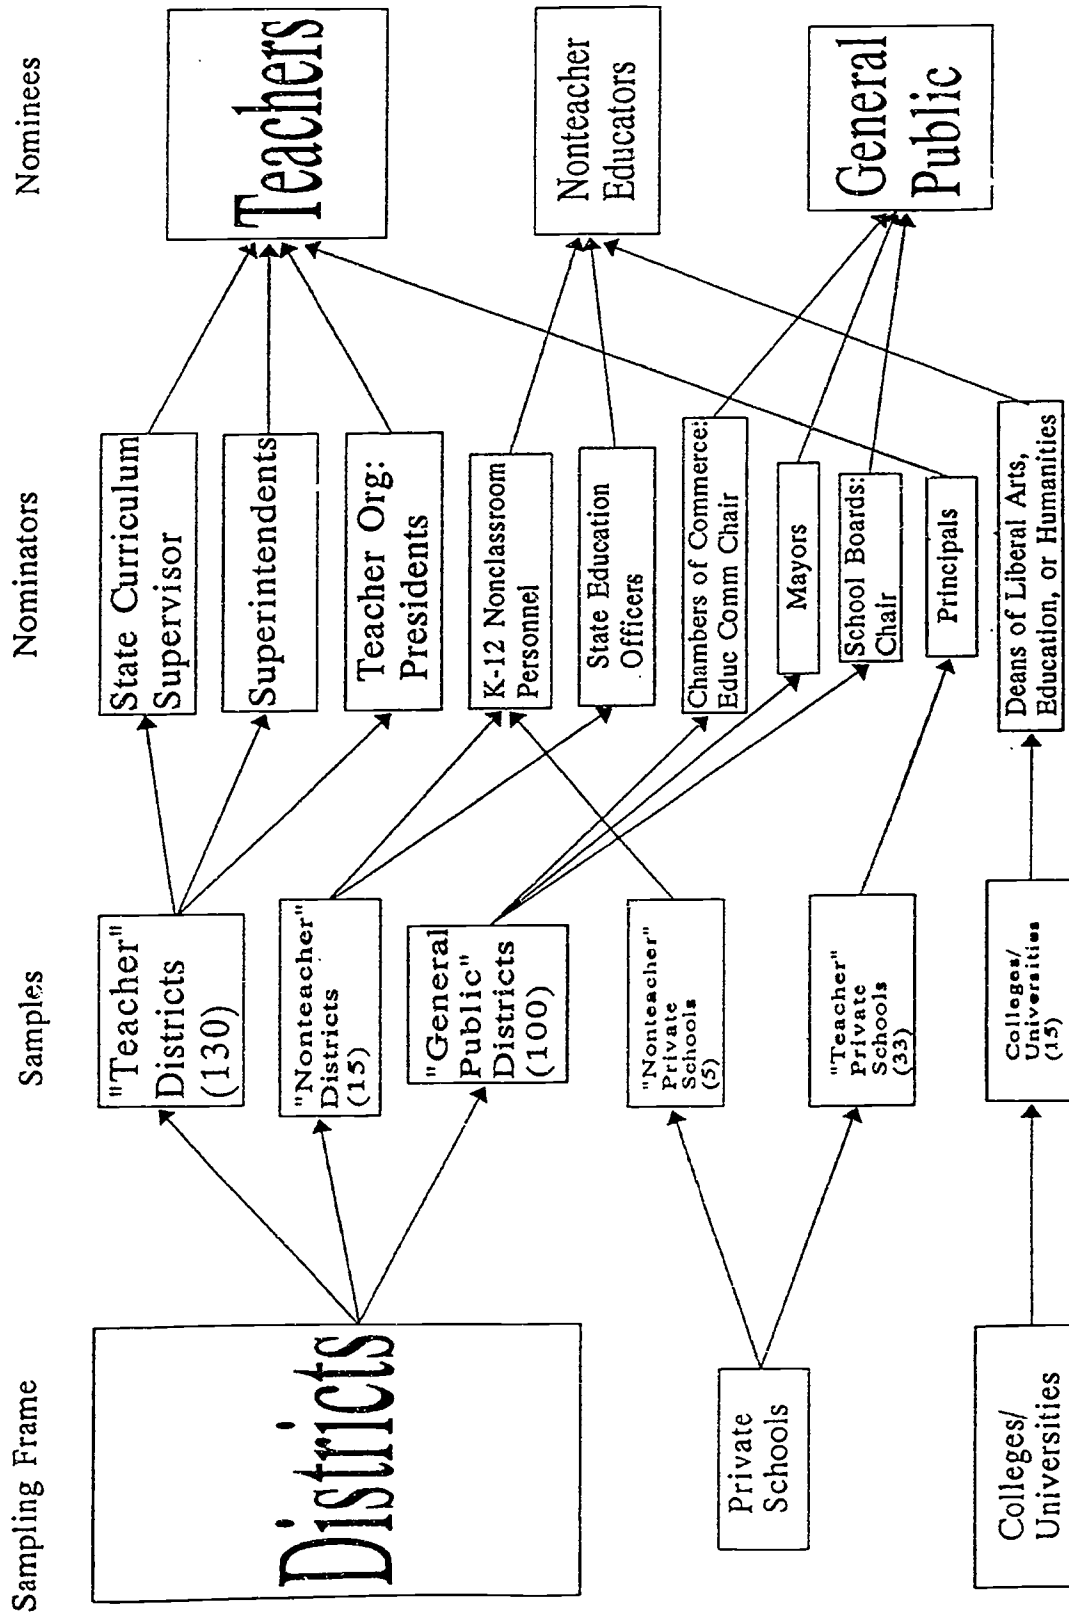 Sampling Frame
Districts
Private
Schools
Colleges/
Universities
Samples
"Teacher"
Districts
(130)
"Nonteacher"
Districts
(15)
"General
Public"
Districts
(100)
"Nonteacher"
Private
Schools
(5)
"Teacher"
Private
Schools
(33)
Colleges/
Universities
(15)
Nominators
State Curriculum
Supervisor
Superintendents
Teacher Org:
Presidents
K-12 Nonclassroom
Personnel
State Education
Officers
Chambers of Commerce:
Educ Comm Chair
Mayors
School Boards:
Chair
Principals
Deans of Liberal Arts,
Education, or Humanities
Nominees
Teachers
Nonteacher
Educators
General
Public